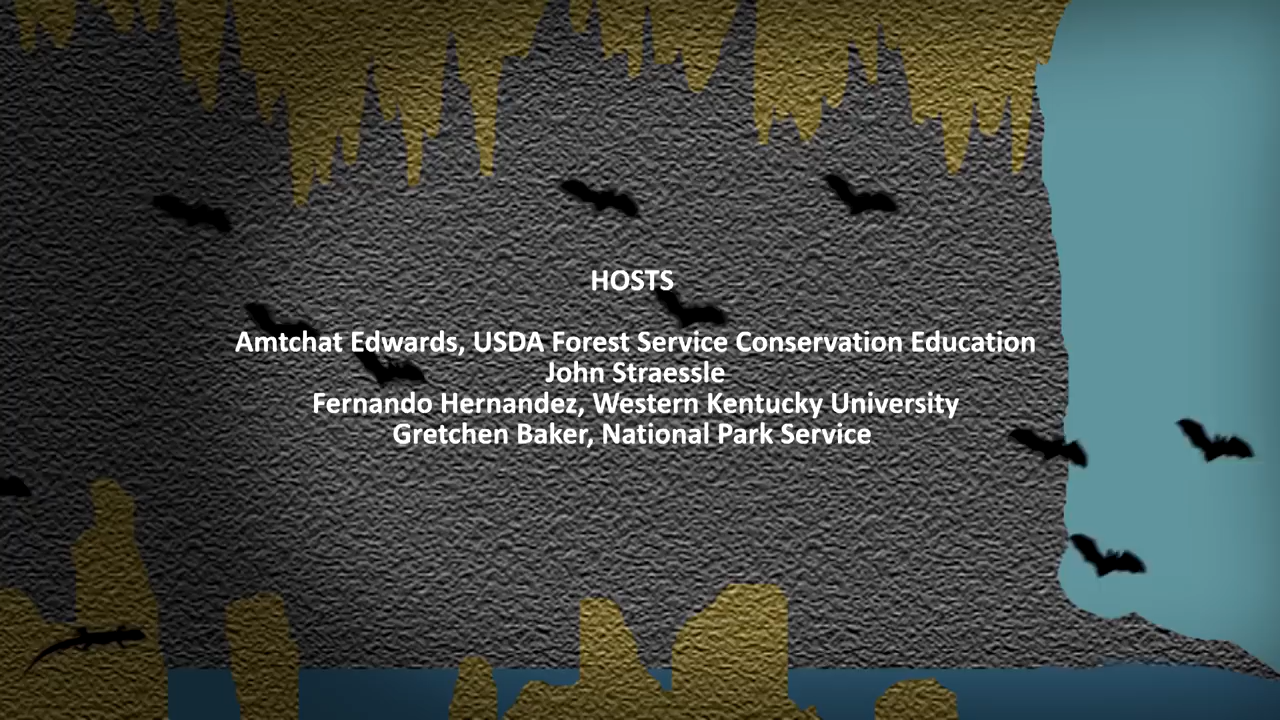 HOSTS
Amtchat Edwards, USDA Forest Service Conservation Education
John Straessle
Fernando Hernandez, Western Kentucky University
Gretchen Baker, National Park Service